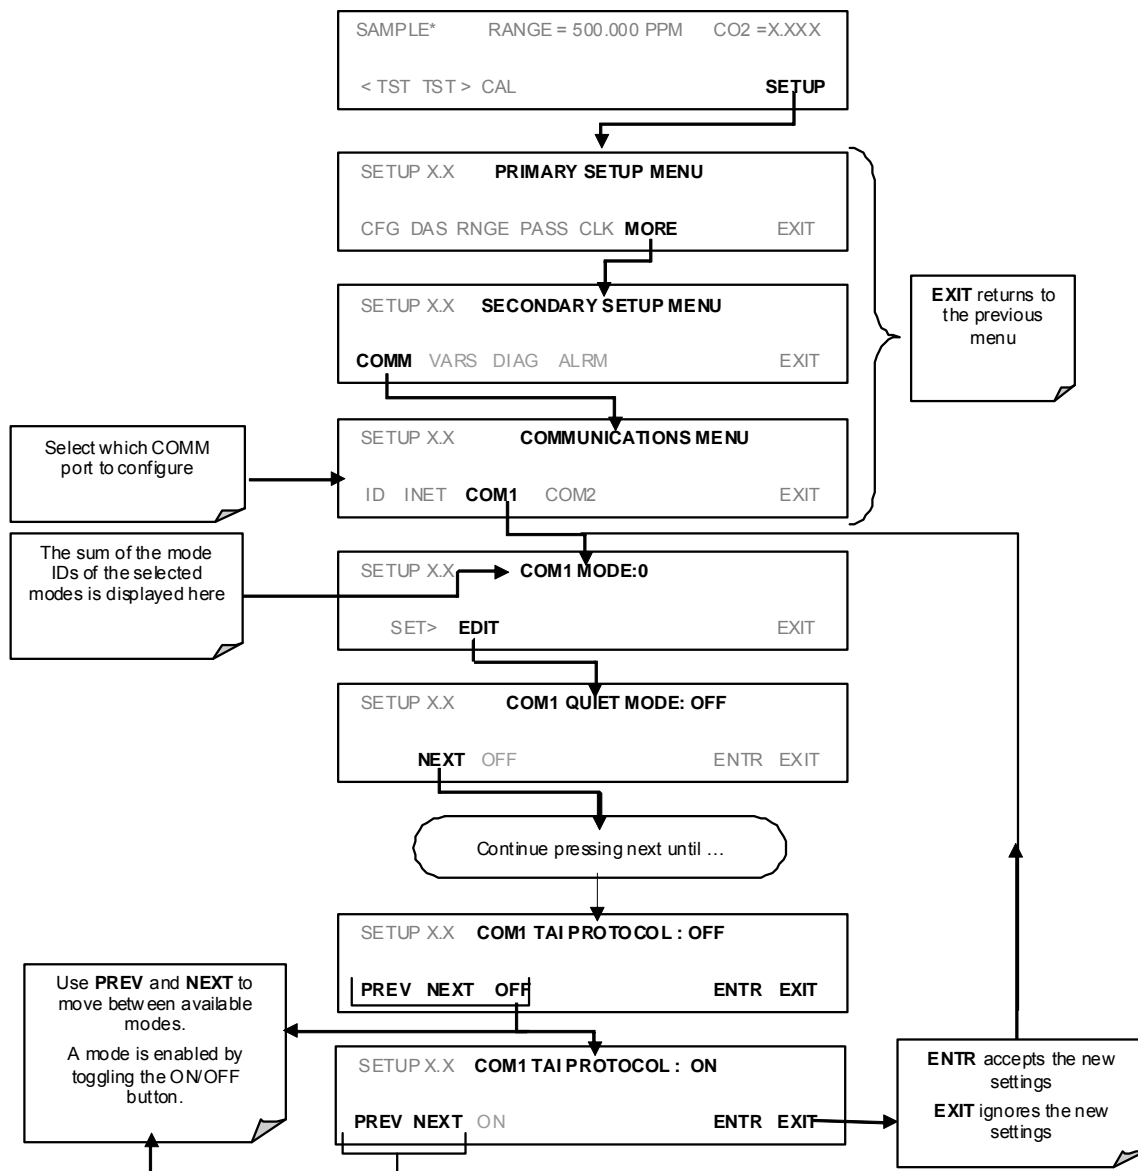 SAMPLE* RANGE = 500.000 PPM CO2 =X.XXX
< TST TST > CAL SETUP
SETUP X.X PRIMARY SETUP MENU
CFG DAS RNGE PASS CLK MORE EXIT
SETUP X.X SECONDARY SETUP MENU
COMM VARS DIAG ALRM EXIT
EXIT returns to
the previous
menu
SETUP X.X COMMUNICATIONS MENU
ID INET COM1 COM2 EXIT
Select which COMM
port to configure
The sum of the mode
IDs of the selected
modes is displayed here
SETUP X.X COM1 MODE:0
SET> EDIT EXIT
SETUP X.X COM1 QUIET MODE: OFF
NEXT OFF ENTR EXIT
Continue pressing next until …
SETUP X.X COM1 TAI PROTOCOL : OFF
PREV NEXT OFF ENTR EXIT
Use PREV and NEXT to
move between available
modes.
A mode is enabled by
toggling the ON/OFF
button.
SETUP X.X COM1 TAI PROTOCOL : ON
PREV NEXT ON ENTR EXIT
ENTR accepts the new
settings
EXIT ignores the new
settings